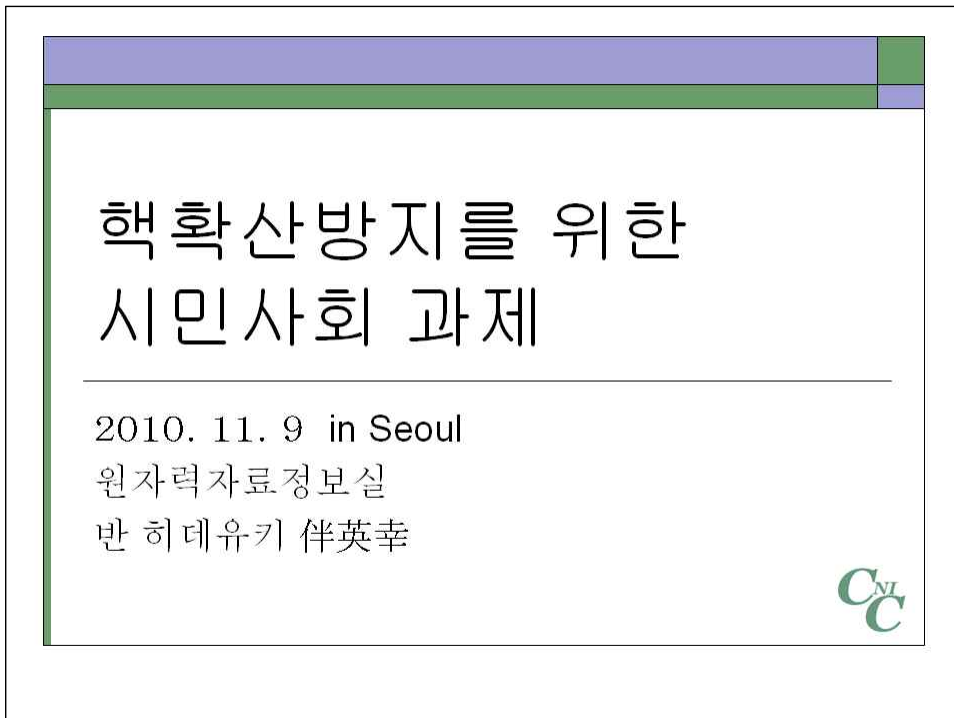 핵확산방지를 위한
시민사회 과제
2010. 11. 9 in Seoul
원자력자료정보실
반 히데유키 伴英幸
CNIC